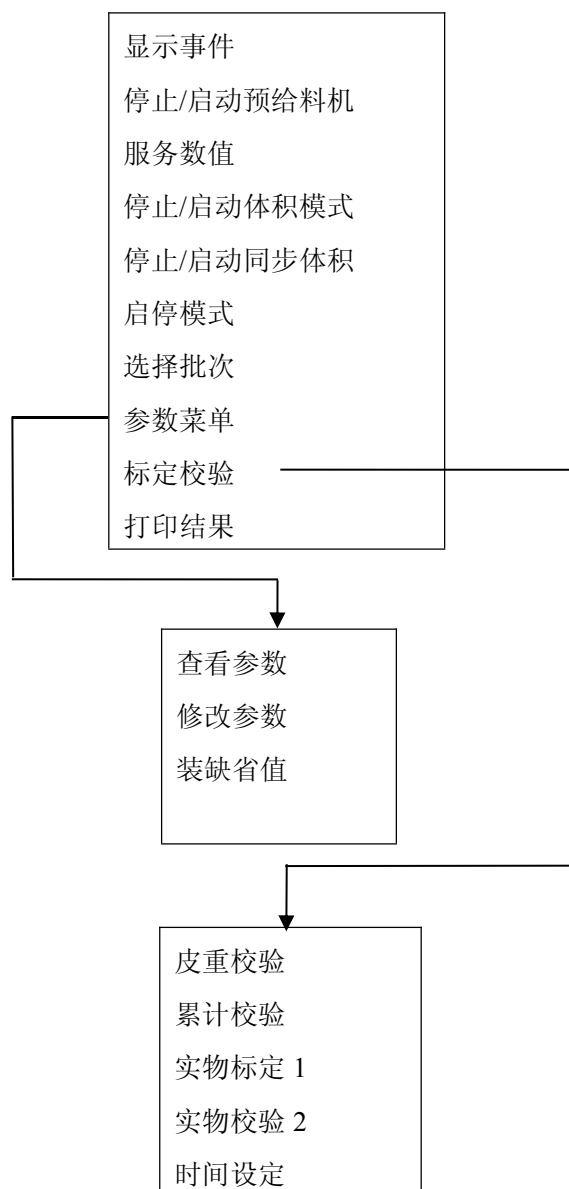 显示事件
停止/启动预给料机
服务数值
停止/启动体积模式
停止/启动同步体积
启停模式
选择批次
参数菜单
标定校验
打印结果
查看参数
修改参数
装缺省值
皮重校验
累计校验
实物标定 1
实物校验 2
时间设定